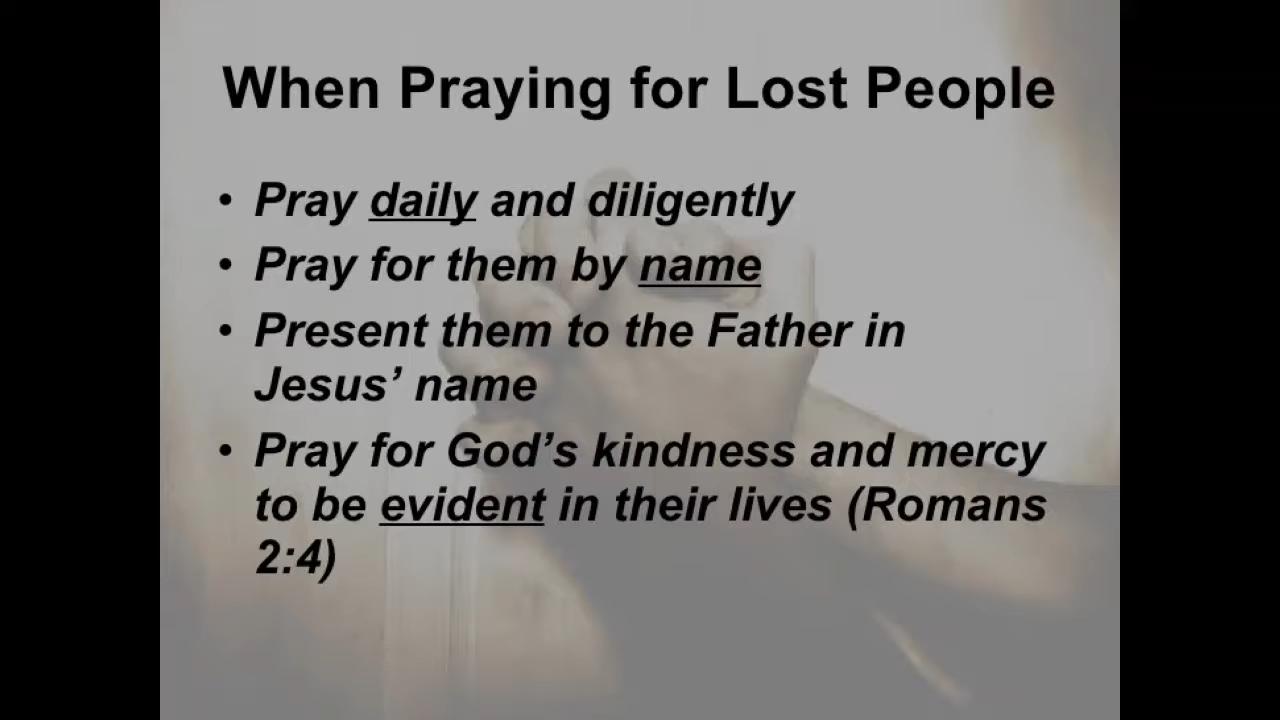 When Praying for Lost People
• Pray daily and diligently
• Pray for them by name
• Present them to the Father in
Jesus’ name
• Pray for God’s kindness and mercy
to be evident in their lives (Romans
2:4)